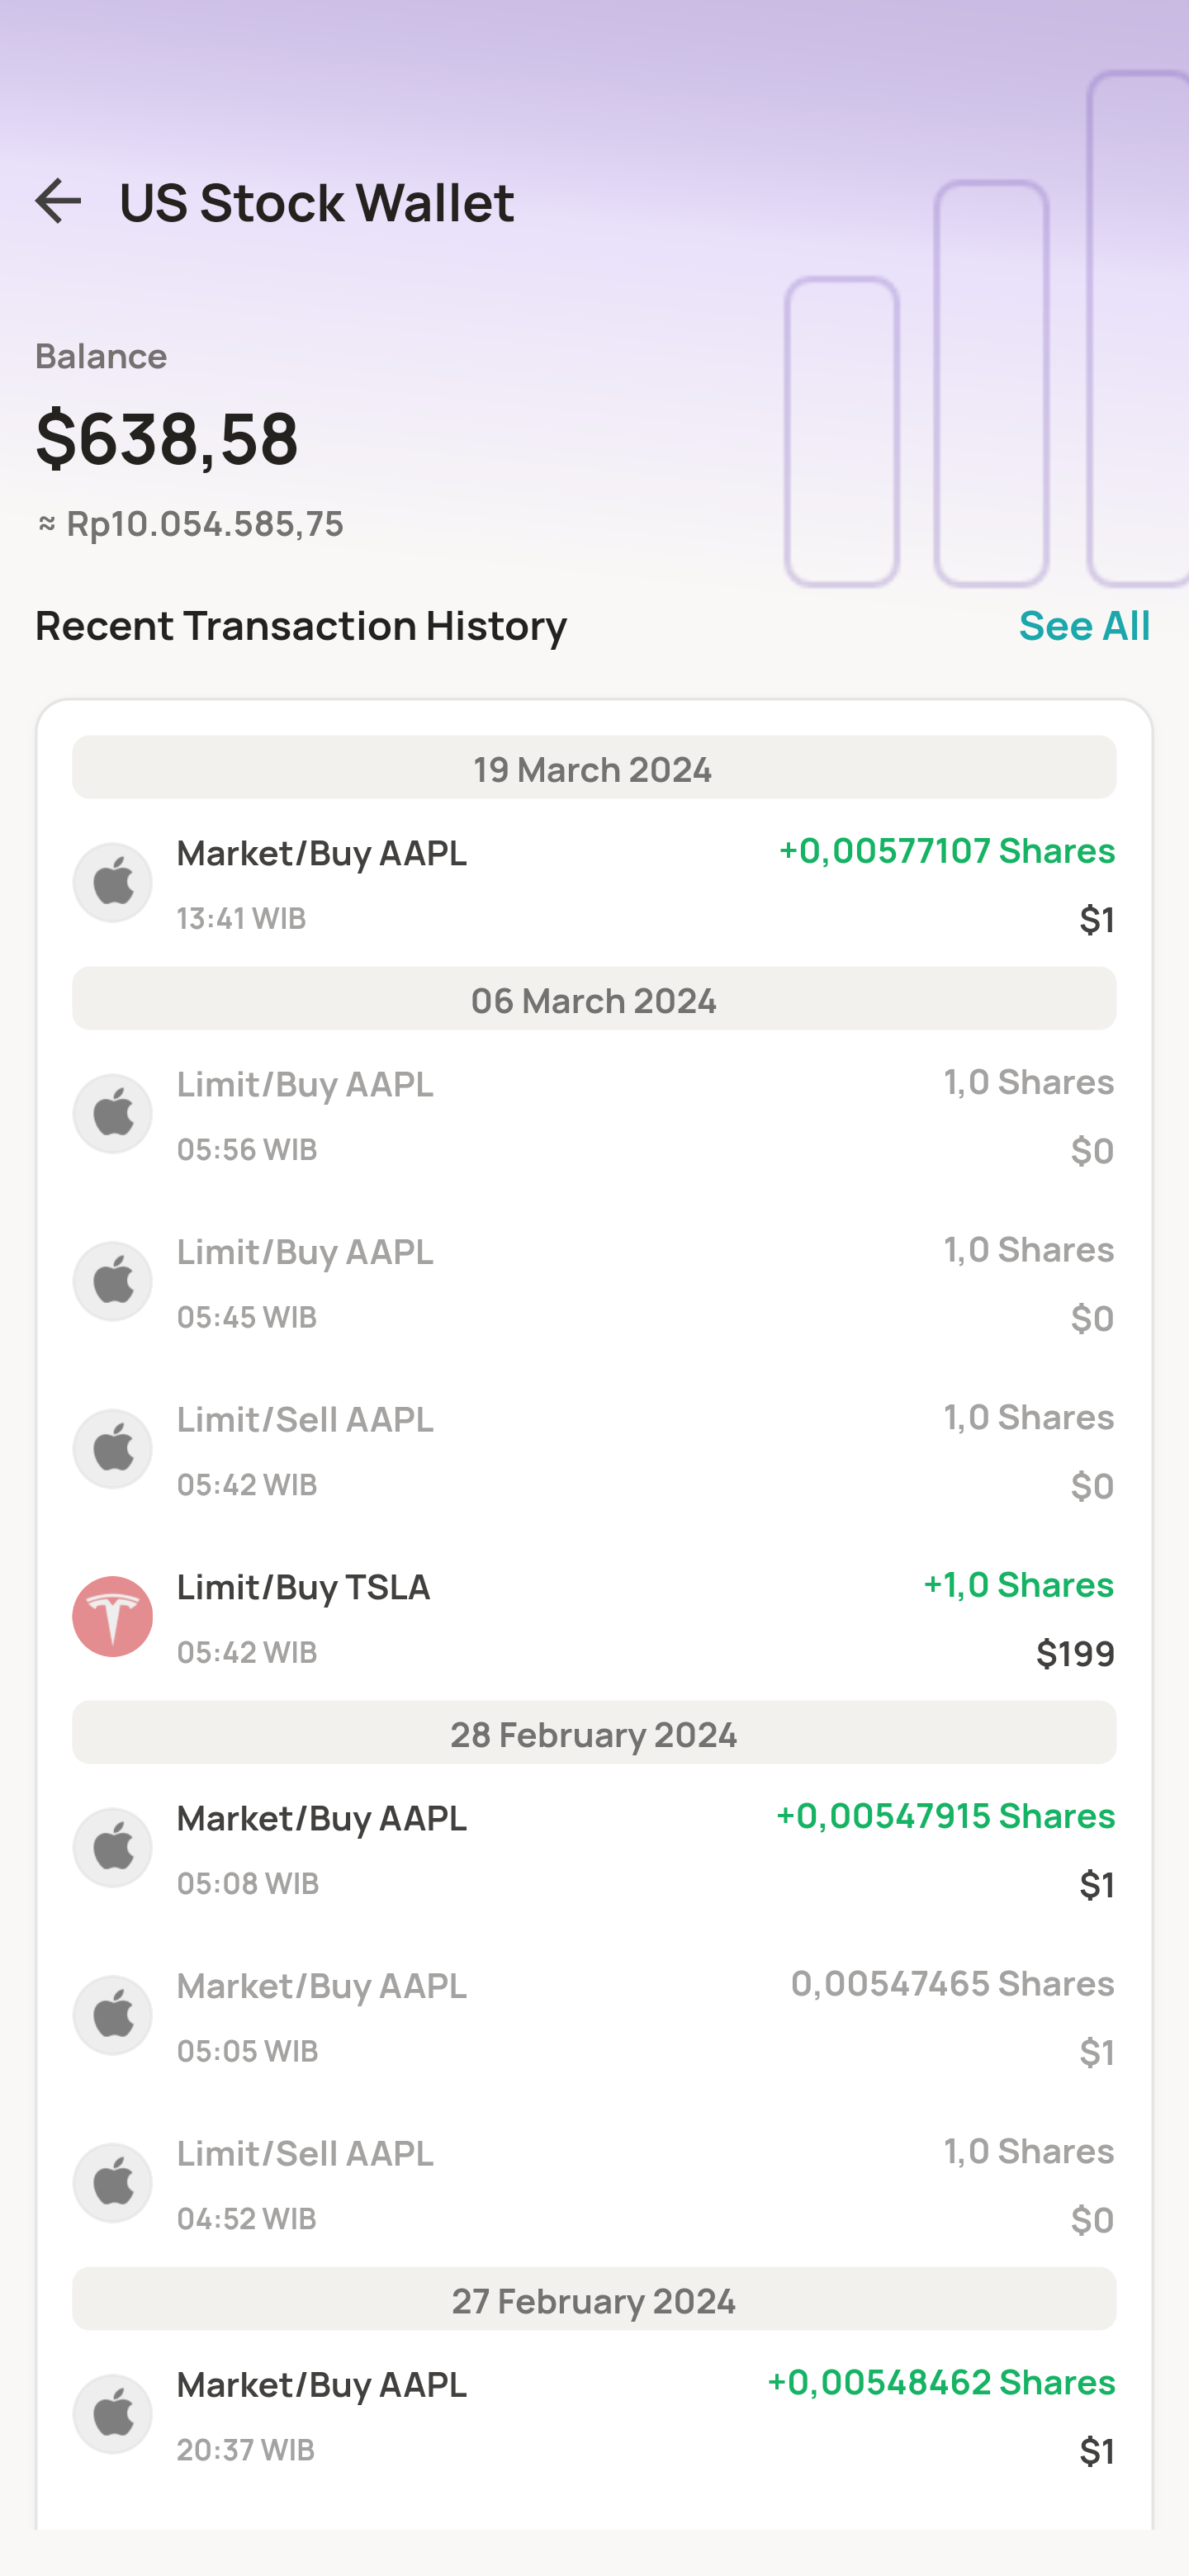 US Stock Wallet
Balance
$638,58
≈ Rp10.054.585,75
Recent Transaction History See All
19 March 2024
Market/Buy AAPL +0,00577107 Shares
13:41 WIB $1
06 March 2024
Limit/Buy AAPL 1,0 Shares
05:56 WIB $0
Limit/Buy AAPL 1,0 Shares
05:45 WIB $0
Limit/Sell AAPL 1,0 Shares
05:42 WIB $0
Limit/Buy TSLA +1,0 Shares
05:42 WIB $199
28 February 2024
Market/Buy AAPL +0,00547915 Shares
05:08 WIB $1
Market/Buy AAPL 0,00547465 Shares
05:05 WIB $1
Limit/Sell AAPL 1,0 Shares
04:52 WIB $0
27 February 2024
Market/Buy AAPL +0,00548462 Shares
20:37 WIB $1